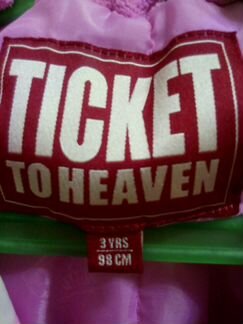 TICKET
TO HEAVEN
3 YRS
98 CM